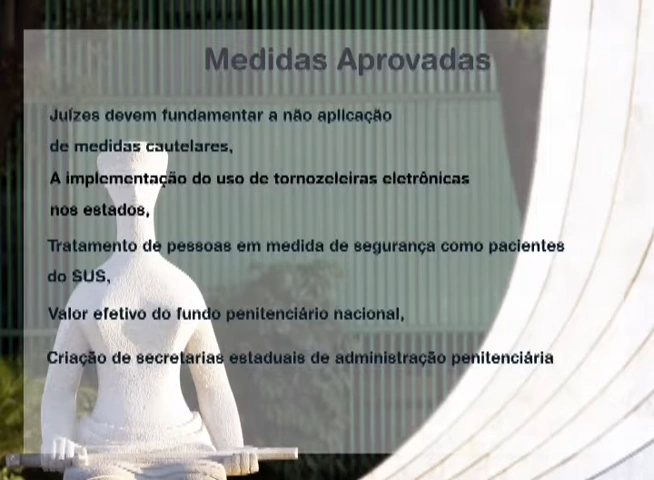 Medidas Aprovadas
Juízes devem fundamentar a não aplicação
de medidas cautelares,
A implementação do uso de tornozeleiras eletrônicas
nos estados,
Tratamento de pessoas em medida de segurança como pacientes
do SUS,
Valor efetivo do fundo penitenciário nacional,
Criação de secretarias estaduais de administração penitenciária